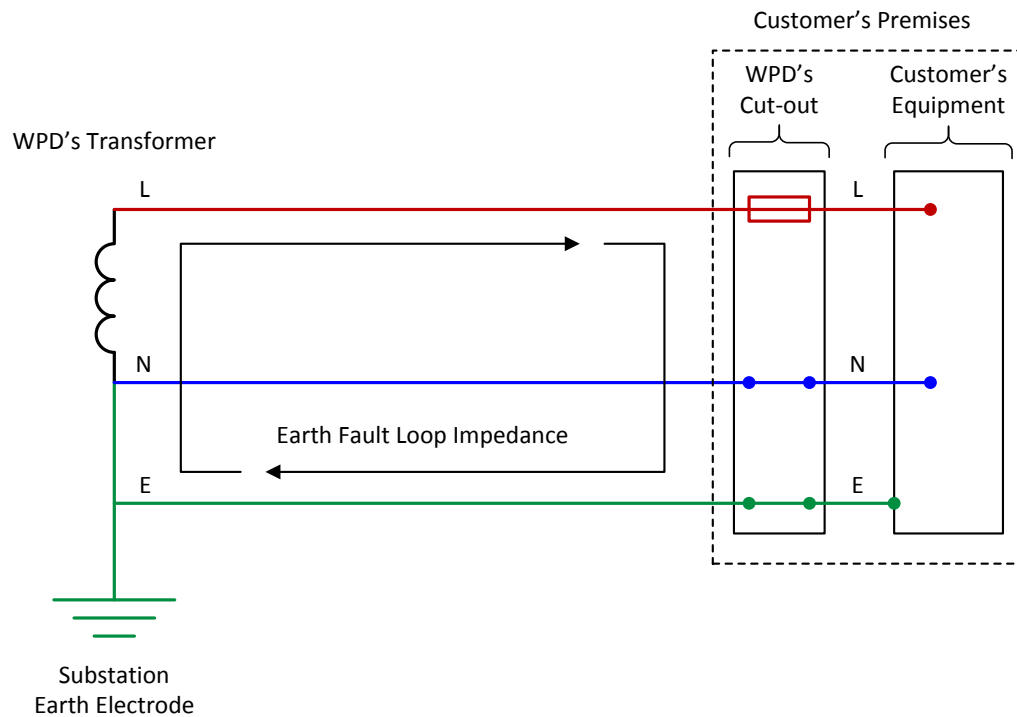 Customer’s Premises
WPD’s
Cut-out
Customer’s
Equipment
WPD’s Transformer
L
L
N
N
Earth Fault Loop Impedance
E
E
Substation
Earth Electrode